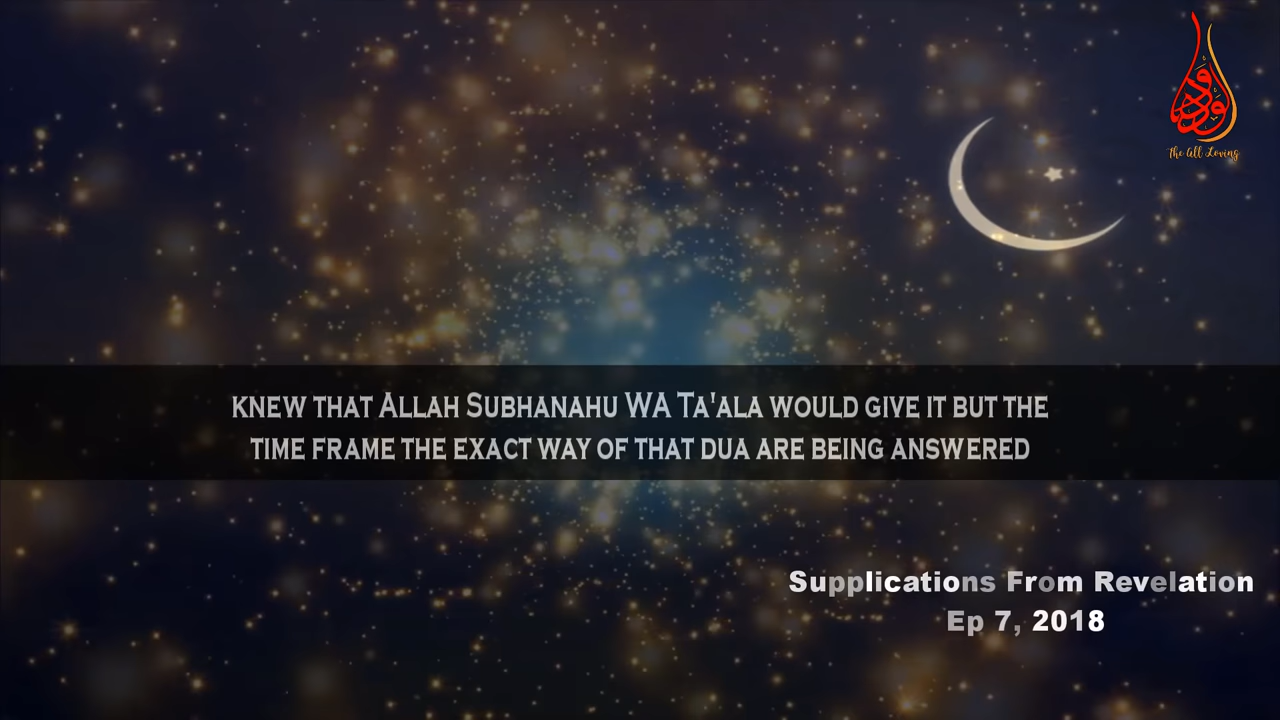 الودود
The All Loving
KNEW THAT ALLAH SUBHANAHU WA TA'ALA WOULD GIVE IT BUT THE
TIME FRAME THE EXACT WAY OF THAT DUA ARE BEING ANSWERED
Supplications From Revelation
Ep 7, 2018